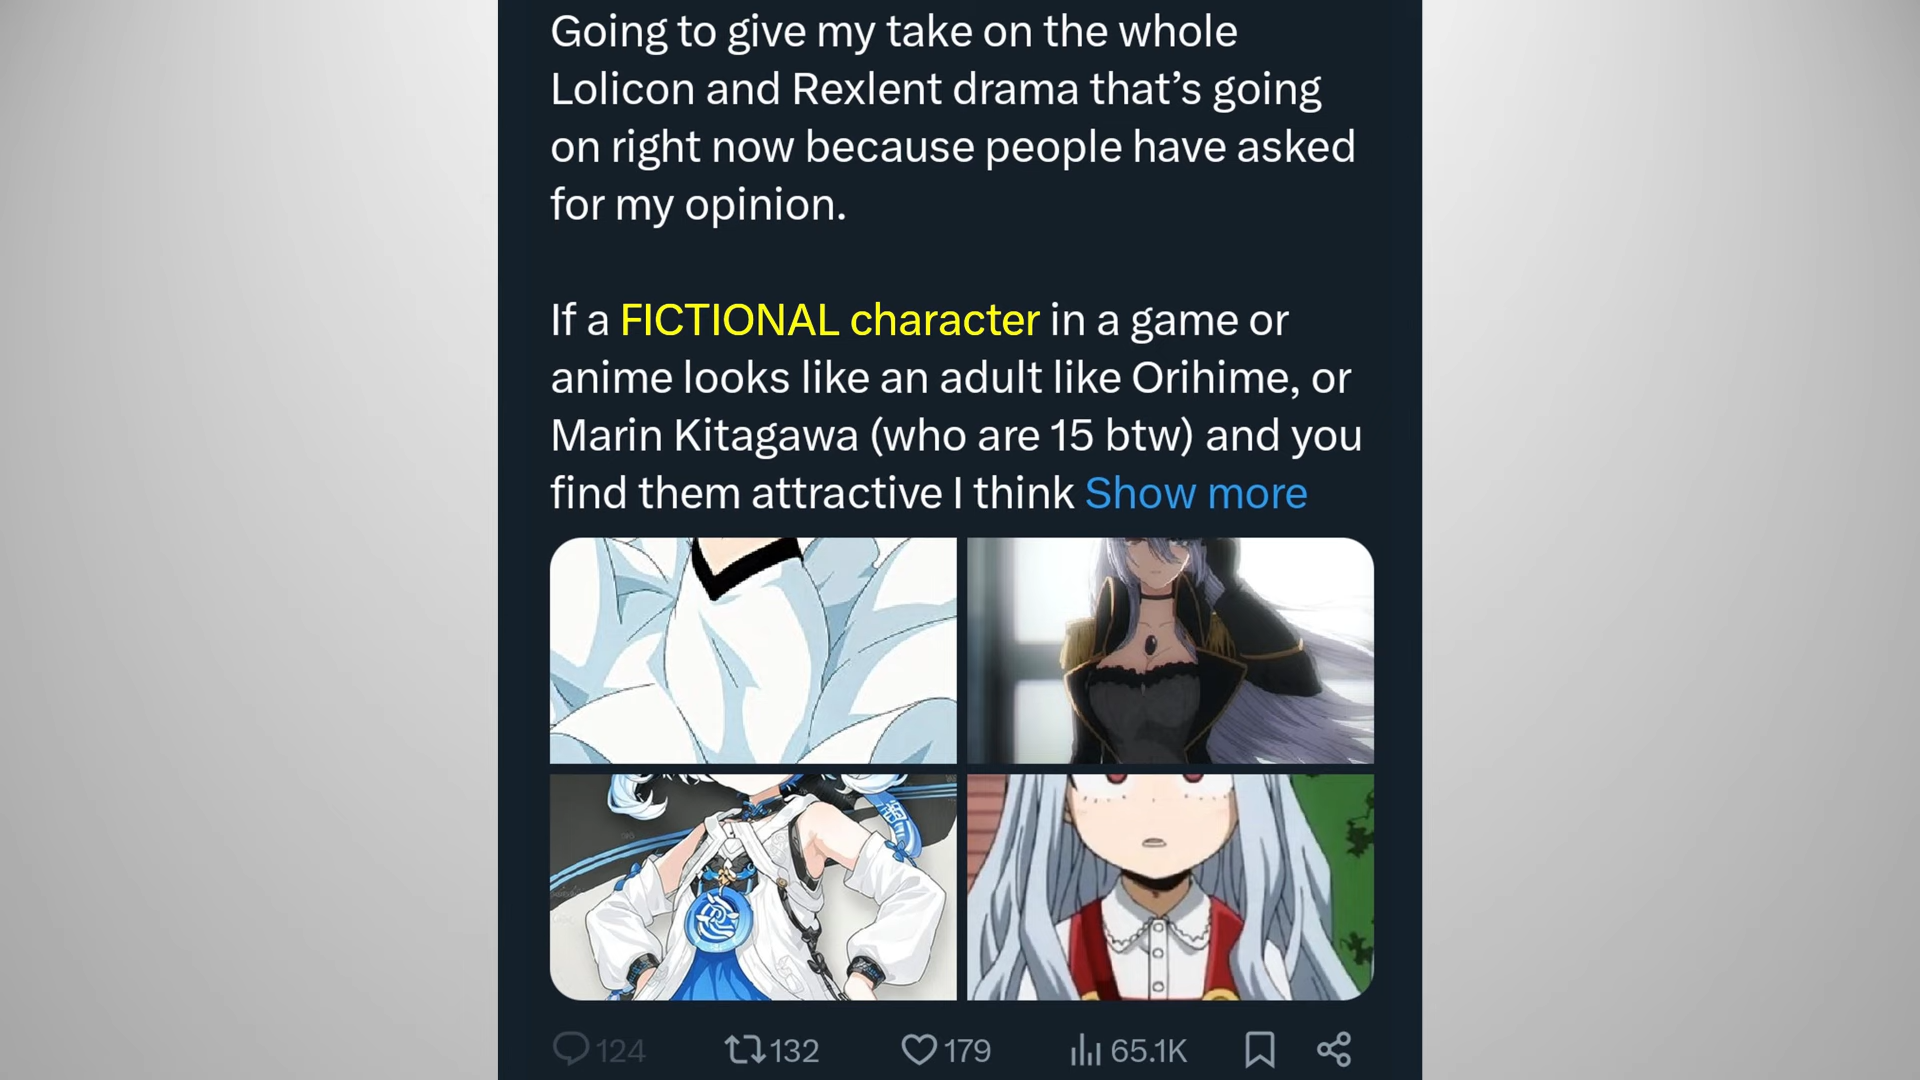 Going to give my take on the whole
Lolicon and Rexlent drama that’s going
on right now because people have asked
for my opinion.
If a FICTIONAL character in a game or
anime looks like an adult like Orihime, or
Marin Kitagawa (who are 15 btw) and you
find them attractive I think Show more
124 132 179 65.1K